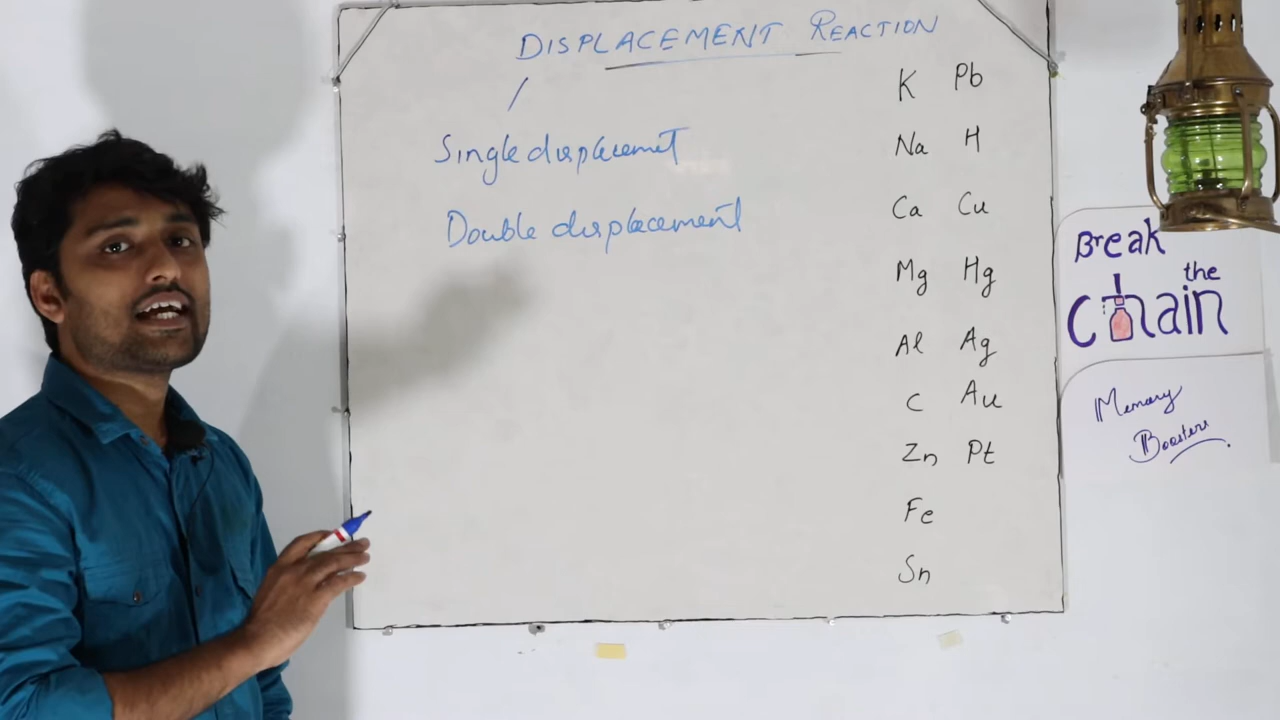 DISPLACEMENT REACTION
Single displacemet
Double displacement
K Pb
Na H
Ca Cu
Mg Hg
Al Ag
C Au
Zn Pt
Fe
Sn
Break
the
Chain
Memory
Boosters